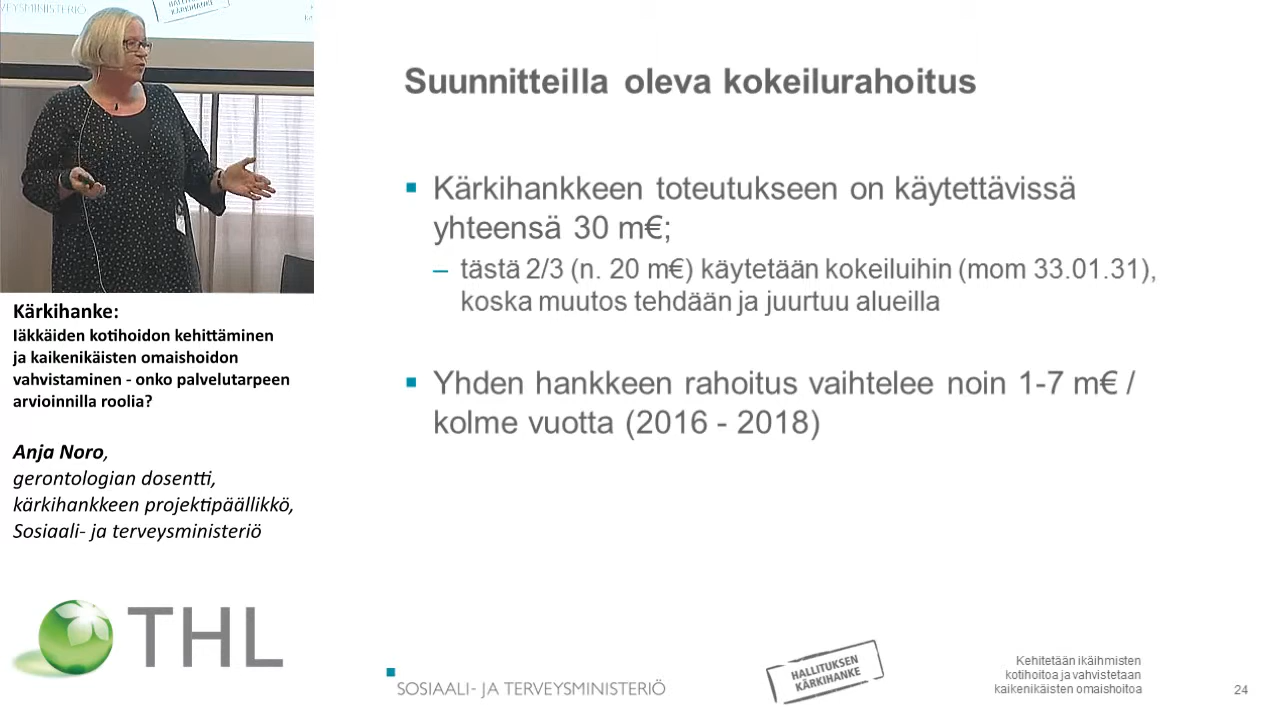 VEYSMINISTERIÖ
HALLITUKSEN
KÄRKIHANKE
Kärkihanke:
Iäkkäiden kotihoidon kehittäminen
ja kaikenikäisten omaishoidon
vahvistaminen - onko palvelutarpeen
arvioinnilla roolia?
Anja Noro,
gerontologian dosentti,
kärkihankkeen projektipäällikkö,
Sosiaali- ja terveysministeriö
THL
Suunnitteilla oleva kokeilurahoitus
▪ Kärkihankkeen toteutukseen on käytettävissä
yhteensä 30 m€;
– tästä 2/3 (n. 20 m€) käytetään kokeiluihin (mom 33.01.31),
koska muutos tehdään ja juurtuu alueilla
▪ Yhden hankkeen rahoitus vaihtelee noin 1-7 m€ /
kolme vuotta (2016 - 2018)
SOSIAALI- JA TERVEYSMINISTERIÖ
HALLITUKSEN
KÄRKIHANKE
Kehitetään ikäihmisten
kotihoitoa ja vahvistetaan
kaikenikäisten omaishoitoa
24